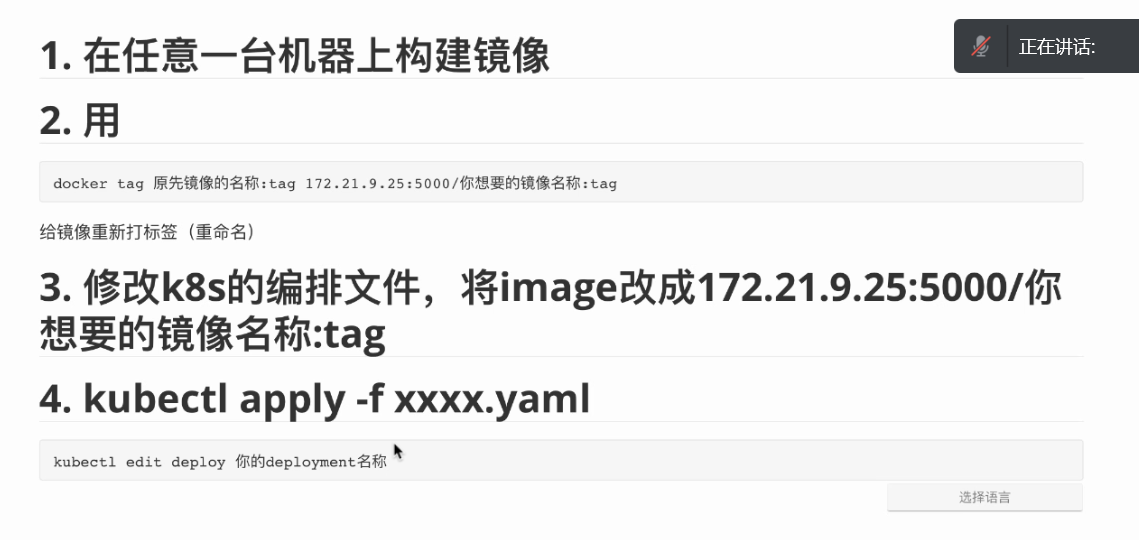 1. 在任意一台机器上构建镜像
正在讲话:
2. 用
docker tag 原先镜像的名称:tag 172.21.9.25:5000/你想要的镜像名称:tag
给镜像重新打标签（重命名）
3. 修改k8s的编排文件，将image改成172.21.9.25:5000/你
想要的镜像名称:tag
4. kubectl apply -f xxxx.yaml
kubectl edit deploy 你的deployment名称
选择语言